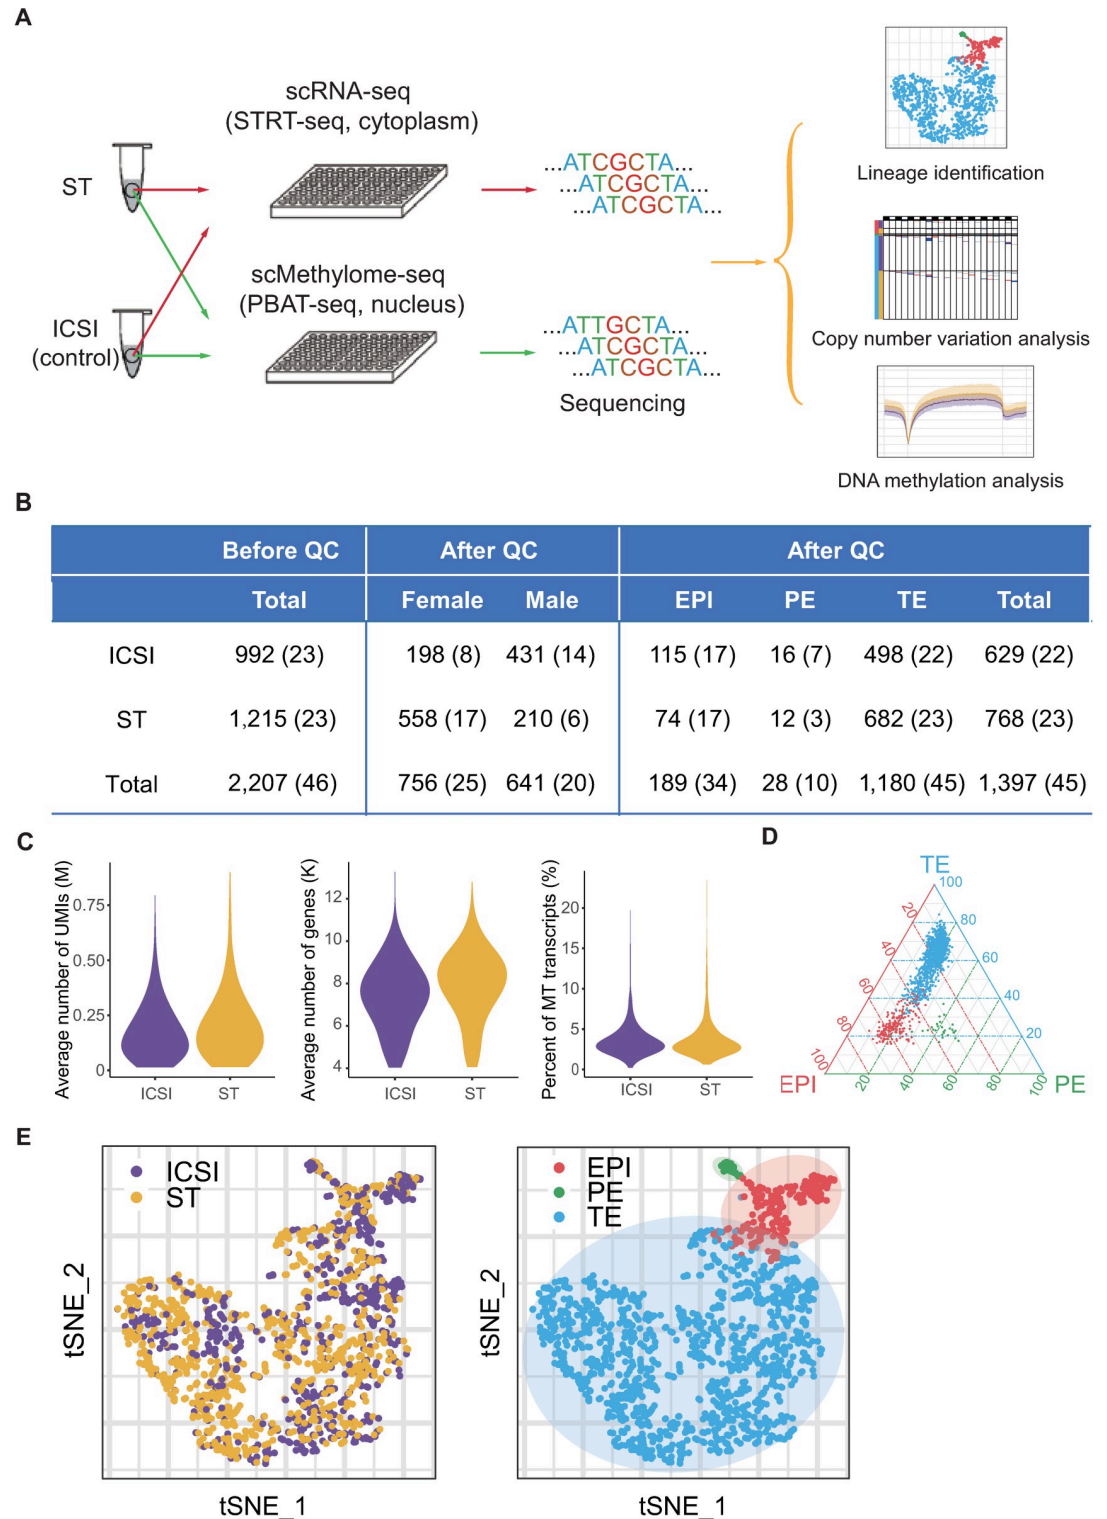 A
scRNA-seq
(STRT-seq, cytoplasm)
ST
...ATCGCTA...
...ATCGCTA...
...ATCGCTA...
Lineage identification
scMethylome-seq
(PBAT-seq, nucleus)
ICSI
(control)
...ATTGCTA...
...ATCGCTA...
...ATCGCTA...
Sequencing
Copy number variation analysis
DNA methylation analysis
B
Before QC After QC After QC
Total Female Male EPI PE TE Total
ICSI 992 (23) 198 (8) 431 (14) 115 (17) 16 (7) 498 (22) 629 (22)
ST 1,215 (23) 558 (17) 210 (6) 74 (17) 12 (3) 682 (23) 768 (23)
Total 2,207 (46) 756 (25) 641 (20) 189 (34) 28 (10) 1,180 (45) 1,397 (45)
C
Average number of UMIs (M)
0.75
0.50
0.25
0
ICSI ST
Average number of genes (K)
12
10
8
6
4
ICSI ST
Percent of MT transcripts (%)
20
15
10
5
0
ICSI ST
D
TE
100
80
60
40
20
20
40
60
80
100
EPI
20 40 60 80 100
PE
E
ICSI
ST
tSNE_2
tSNE_1
EPI
PE
TE
tSNE_2
tSNE_1